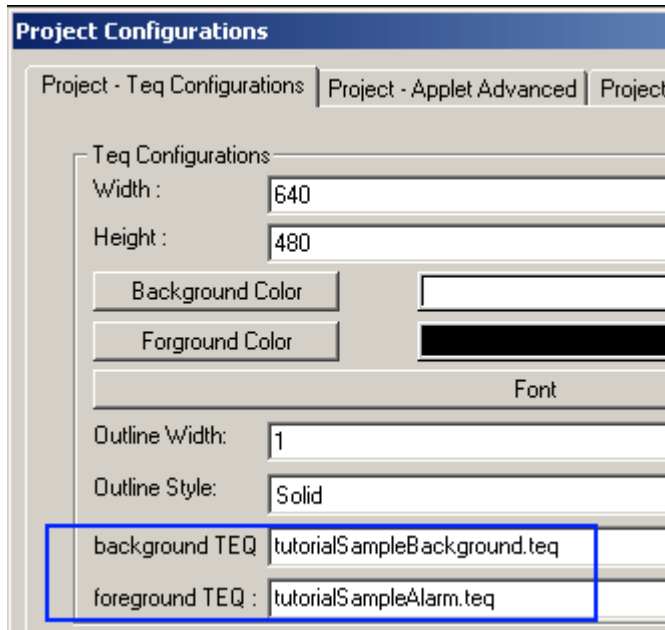 Project Configurations
Project - Teq Configurations
Project - Applet Advanced
Project
Teq Configurations
Width :
640
Height :
480
Background Color
Forground Color
Font
Outline Width:
1
Outline Style:
Solid
background TEQ
tutorialSampleBackground.teq
foreground TEQ :
tutorialSampleAlarm.teq